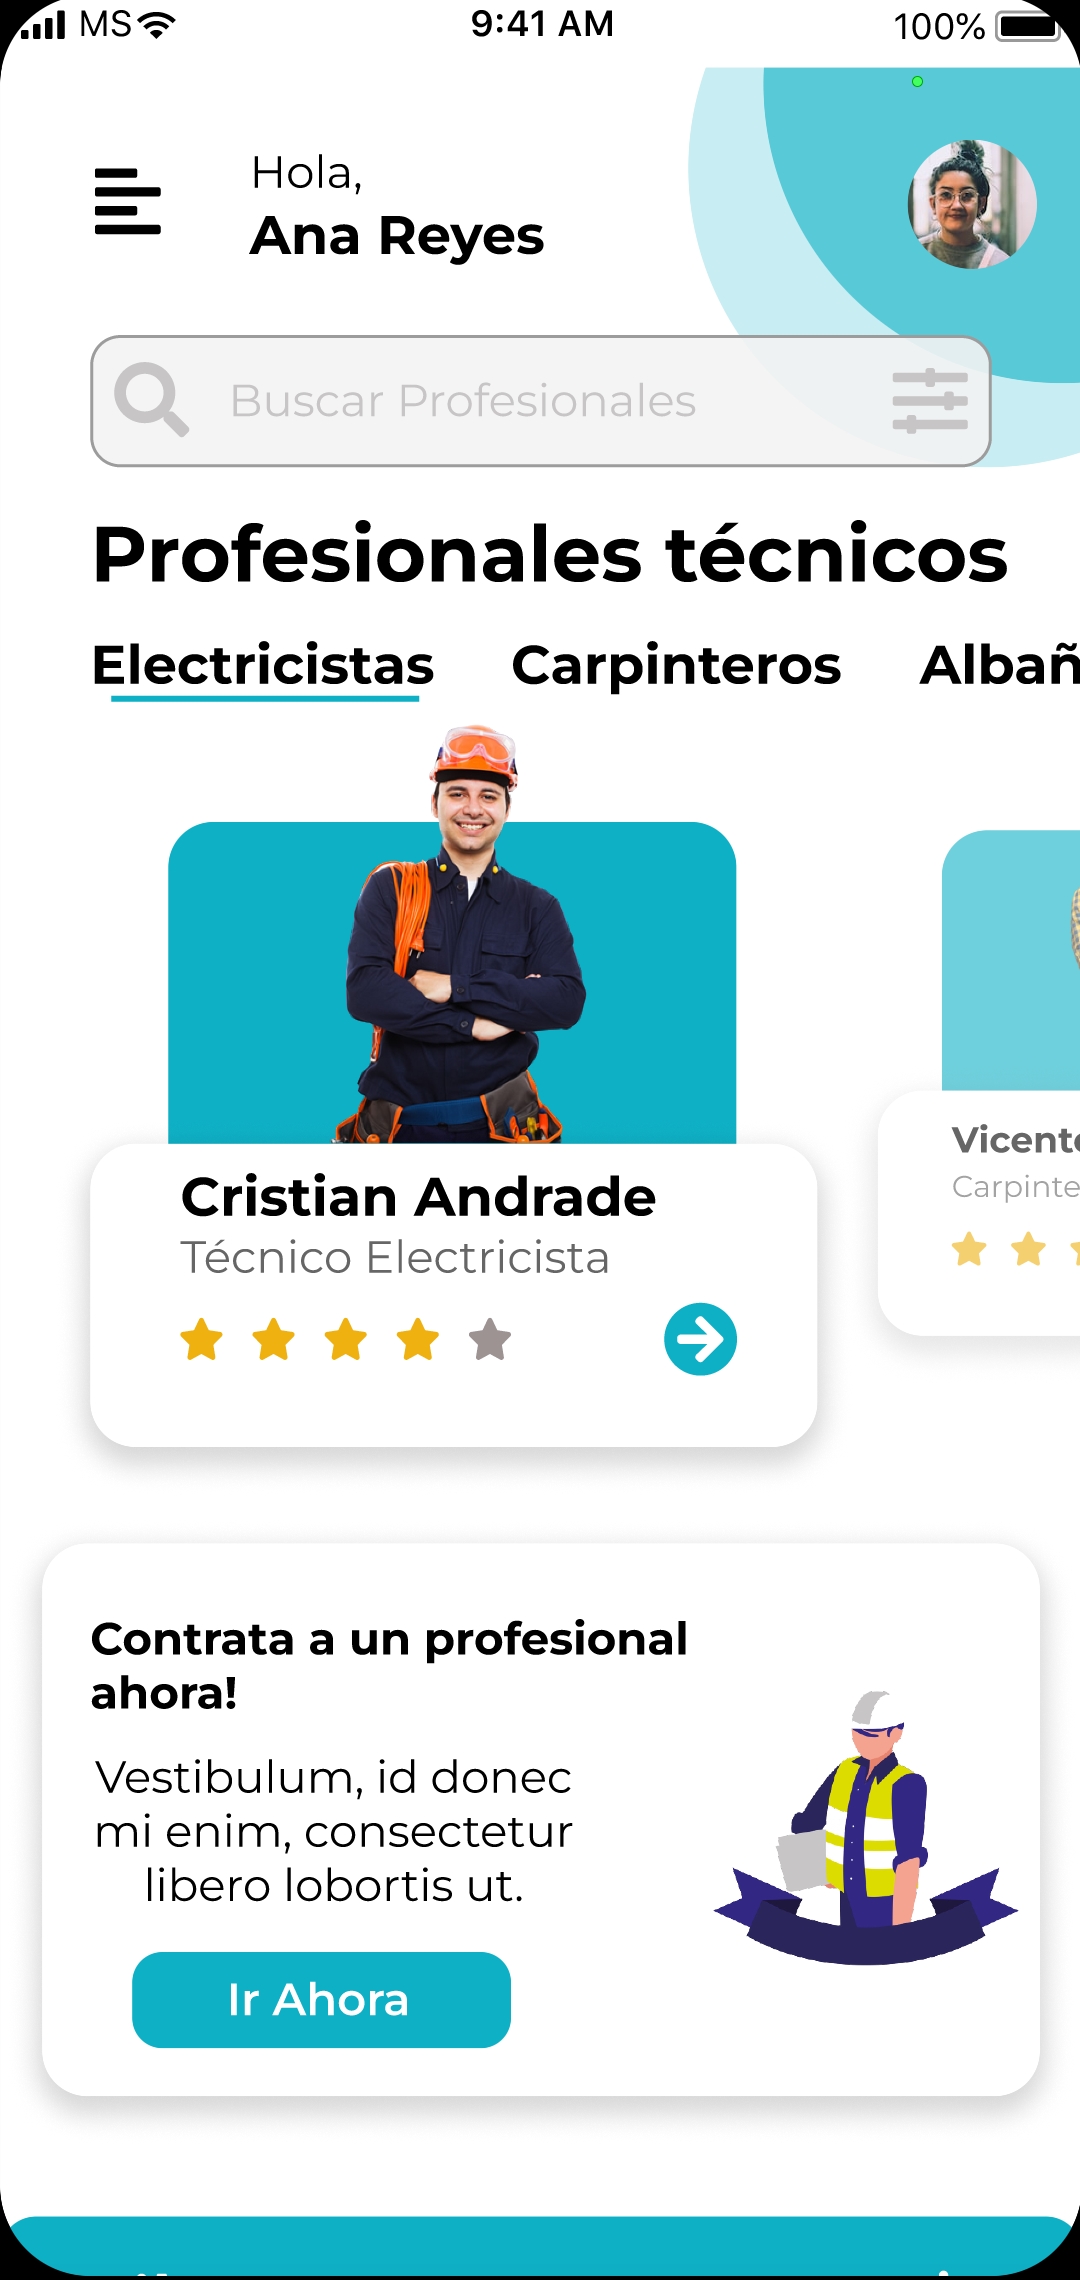 MS 9:41 AM 100%
Hola,
Ana Reyes
Buscar Profesionales
Profesionales técnicos
Electricistas Carpinteros Albañ
Cristian Andrade
Técnico Electricista
Vicente
Carpinte
Contrata a un profesional
ahora!
Vestibulum, id donec
mi enim, consectetur
libero lobortis ut.
Ir Ahora